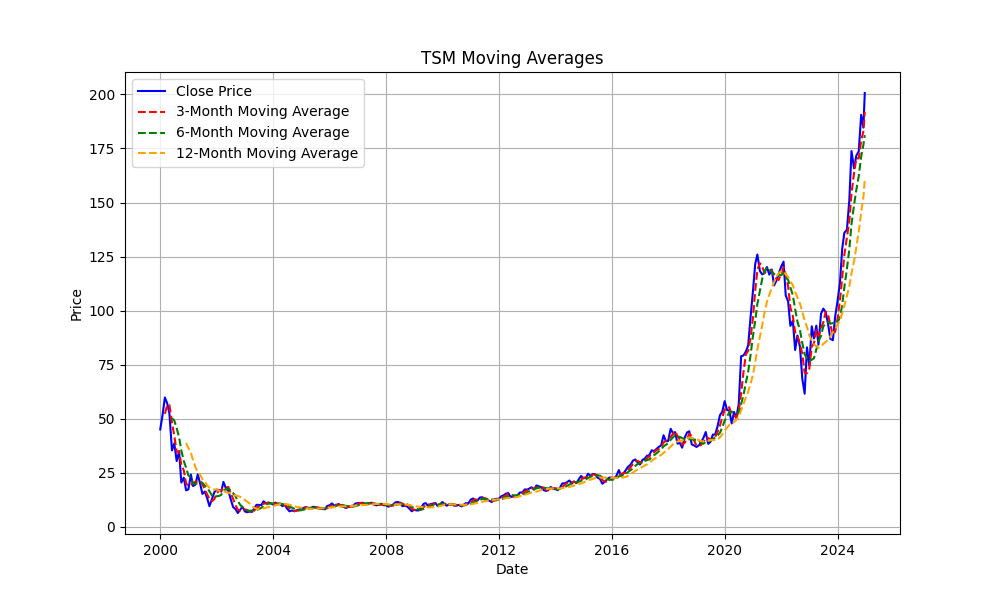 TSM Moving Averages
Close Price
3-Month Moving Average
6-Month Moving Average
12-Month Moving Average
200
175
150
125
100
75
50
25
0
Price
2000 2004 2008 2012 2016 2020 2024
Date